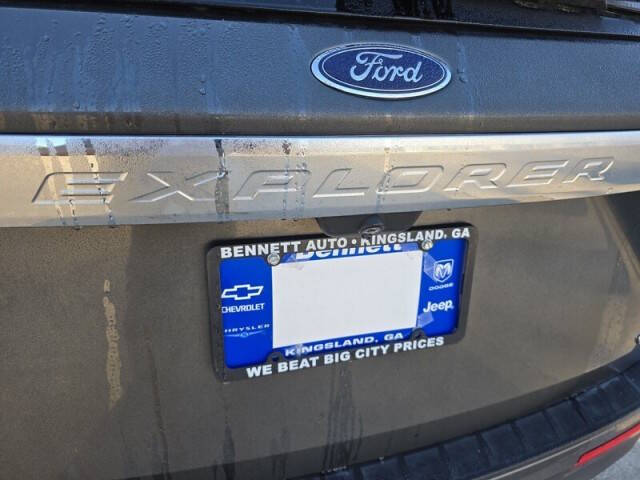 Ford
EXPLORER
BENNETT AUTO • KINGSLAND, GA
Bennett
CHEVROLET
DODGE
CHRYSLER
Jeep
KINGSLAND, GA
WE BEAT BIG CITY PRICES